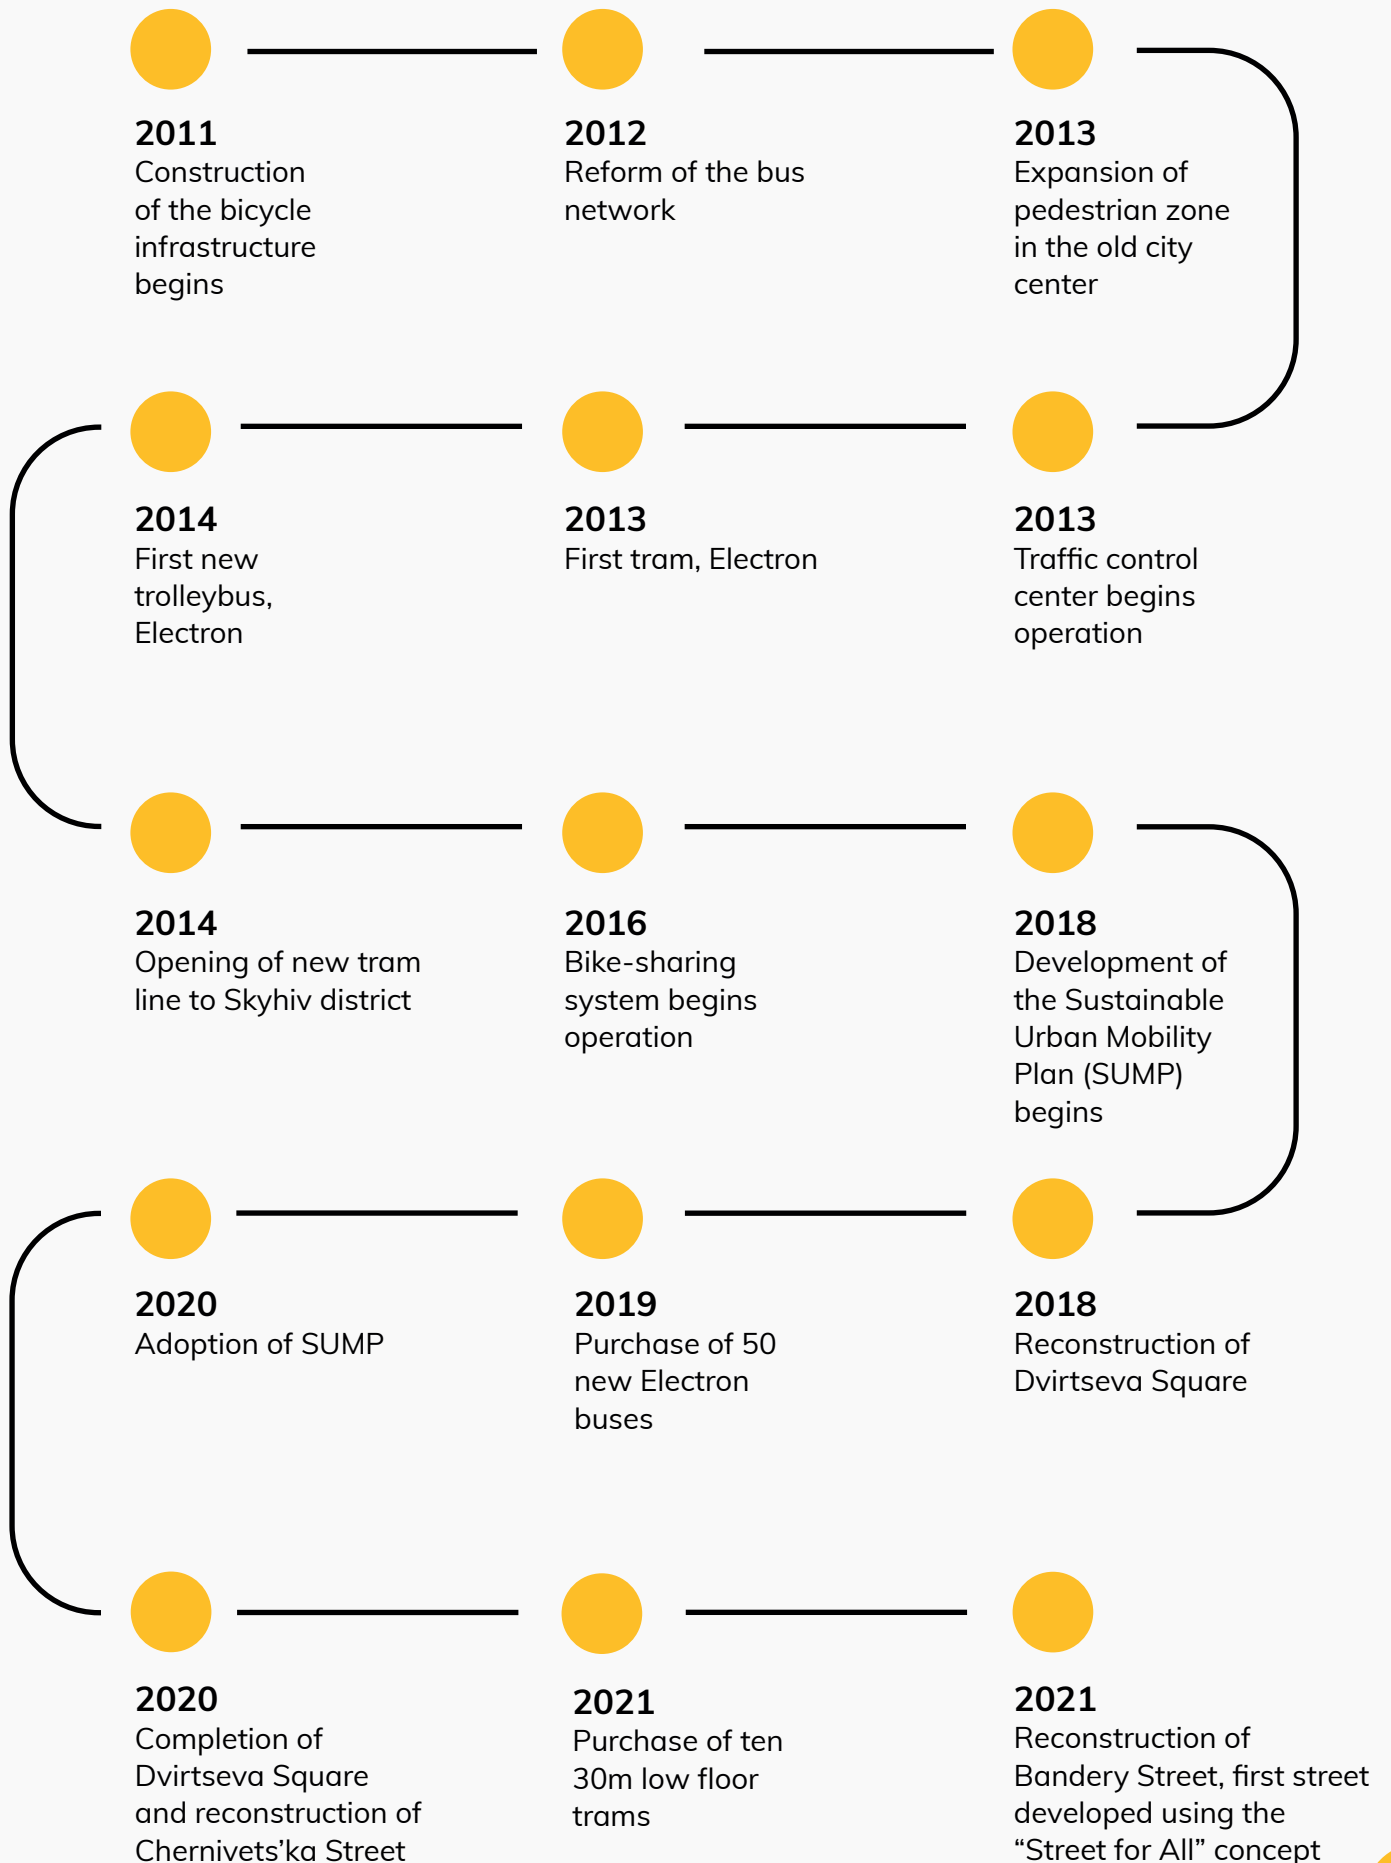 2011
Construction
of the bicycle
infrastructure
begins
2012
Reform of the bus
network
2013
Expansion of
pedestrian zone
in the old city
center
2013
Traffic control
center begins
operation
2013
First tram, Electron
2014
First new
trolleybus,
Electron
2014
Opening of new tram
line to Skyhiv district
2016
Bike-sharing
system begins
operation
2018
Development of
the Sustainable
Urban Mobility
Plan (SUMP)
begins
2018
Reconstruction of
Dvirtseva Square
2019
Purchase of 50
new Electron
buses
2020
Adoption of SUMP
2020
Completion of
Dvirtseva Square
and reconstruction of
Chernivets’ka Street
2021
Purchase of ten
30m low floor
trams
2021
Reconstruction of
Bandery Street, first street
developed using the
“Street for All” concept